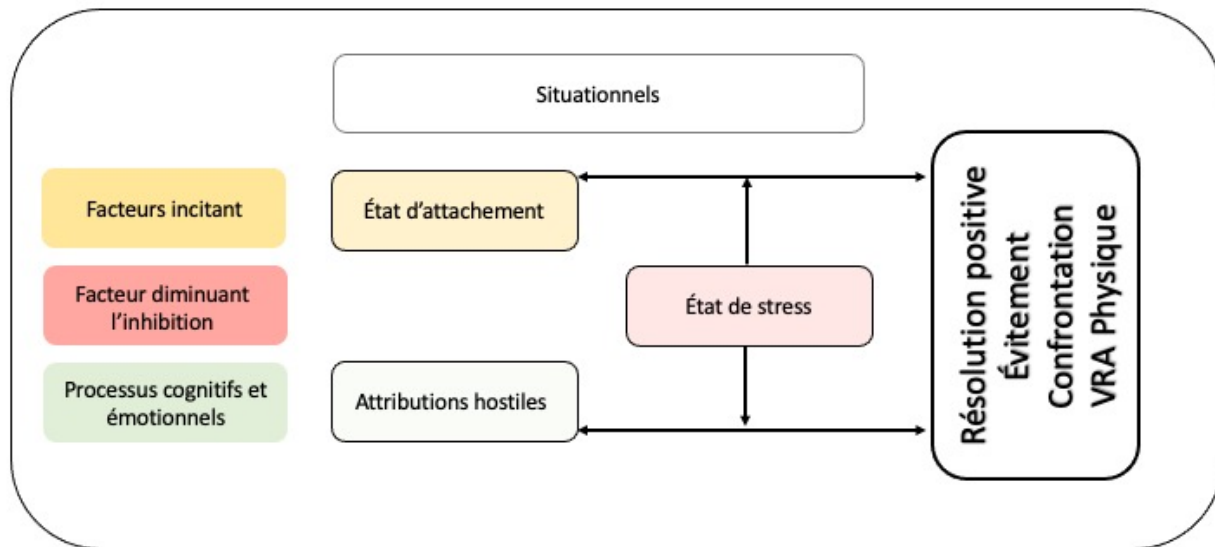 Situationnels
Facteurs incitant
État d'attachement
Facteur diminuant
l'inhibition
État de stress
Processus cognitifs et
émotionnels
Attributions hostiles
Résolution positive
Évitement
Confrontation
VRA Physique